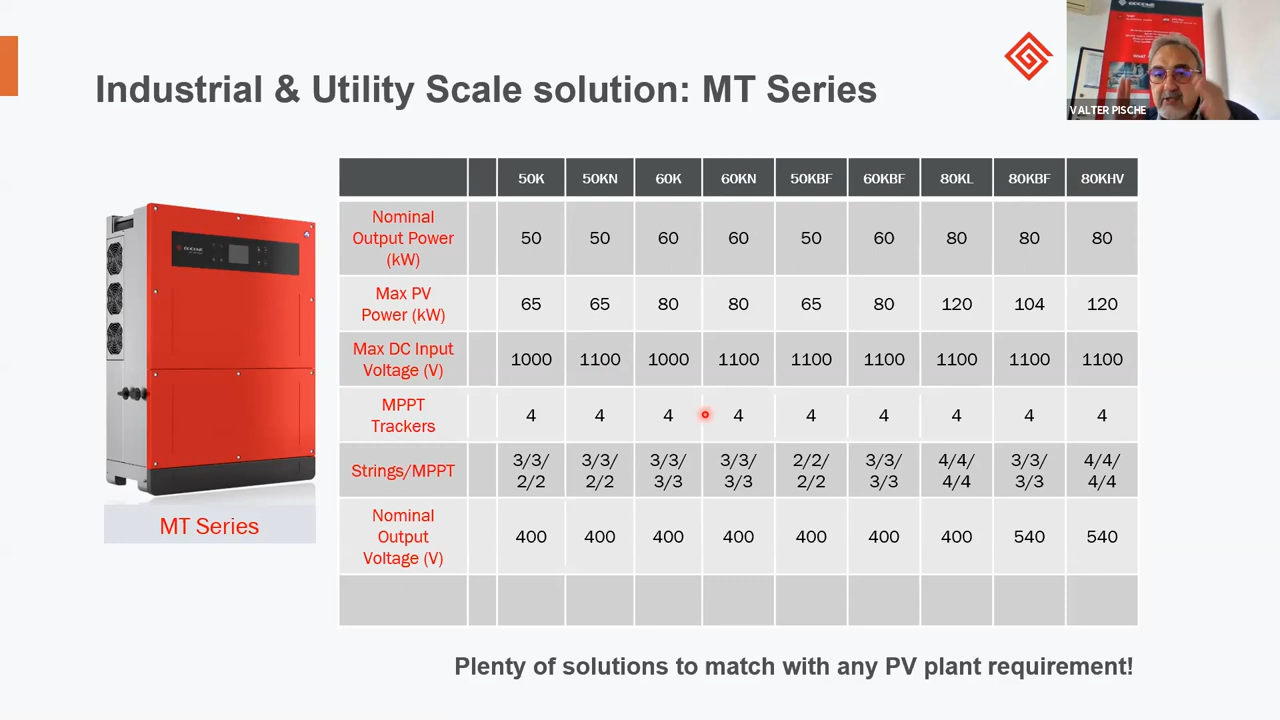 Industrial & Utility Scale solution: MT Series
VALTER PISCHE
50K 50KN 60K 60KN 50KBF 60KBF 80KL 80KBF 80KHV
Nominal
Output Power
(kW)
50 50 60 60 50 60 80 80 80
Max PV
Power (kW)
65 65 80 80 65 80 120 104 120
Max DC Input
Voltage (V)
1000 1100 1000 1100 1100 1100 1100 1100 1100
MPPT
Trackers
4 4 4 4 4 4 4 4 4
Strings/MPPT
3/3/ 3/3/ 3/3/ 3/3/ 2/2/ 3/3/ 4/4/ 3/3/ 4/4/
2/2 2/2 3/3 3/3 2/2 3/3 4/4 3/3 4/4
Nominal
Output
Voltage (V)
400 400 400 400 400 400 400 540 540
MT Series
Plenty of solutions to match with any PV plant requirement!